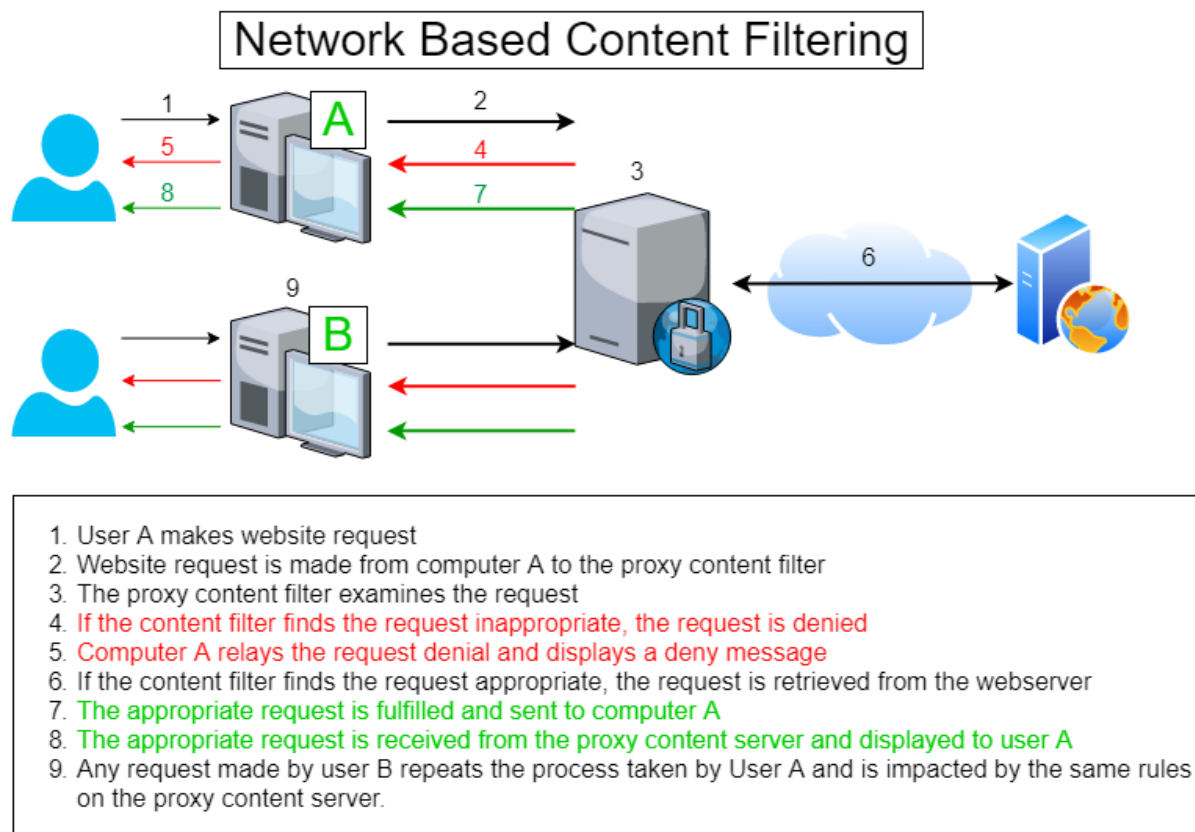 Network Based Content Filtering
1
A
2
5
4
3
8
7
6
9
B
1. User A makes website request
2. Website request is made from computer A to the proxy content filter
3. The proxy content filter examines the request
4. If the content filter finds the request inappropriate, the request is denied
5. Computer A relays the request denial and displays a deny message
6. If the content filter finds the request appropriate, the request is retrieved from the webserver
7. The appropriate request is fulfilled and sent to computer A
8. The appropriate request is received from the proxy content server and displayed to user A
9. Any request made by user B repeats the process taken by User A and is impacted by the same rules
on the proxy content server.